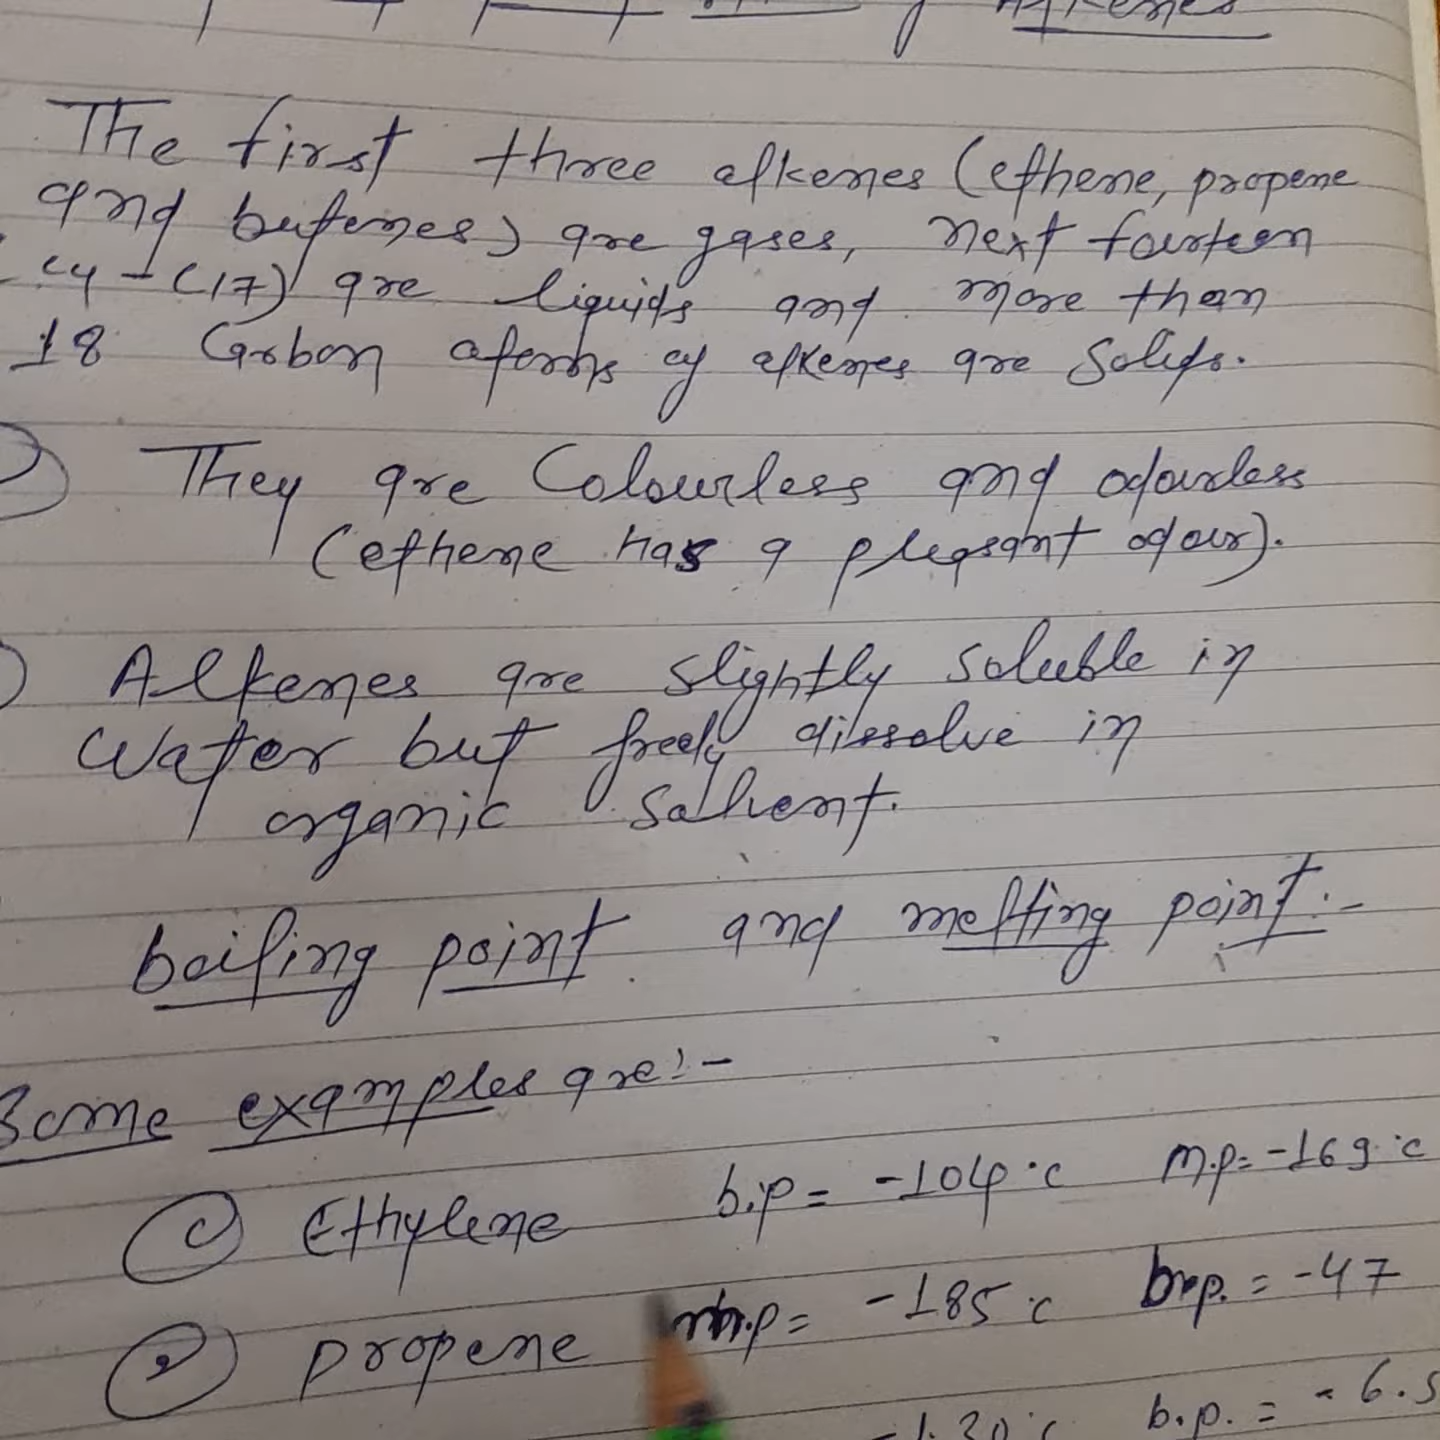 Alkenes
The first three alkenes (ethene, propene
and butenes) are gases, next fourteen
C4 - C17) are liquids and more than
18 Carbon atoms of alkenes are Solids.
They are Colourless and odourless
(ethene has a pleasant odour).
Alkenes are slightly soluble in
Water but freely dissolve in
organic solvent.
boiling point and melting point:-
Some examples are:-
1 Ethylene b.p = -104°C m.p = -169°C
2 propene m.p = -185°C b.p. = -47
b.p. = -6.5